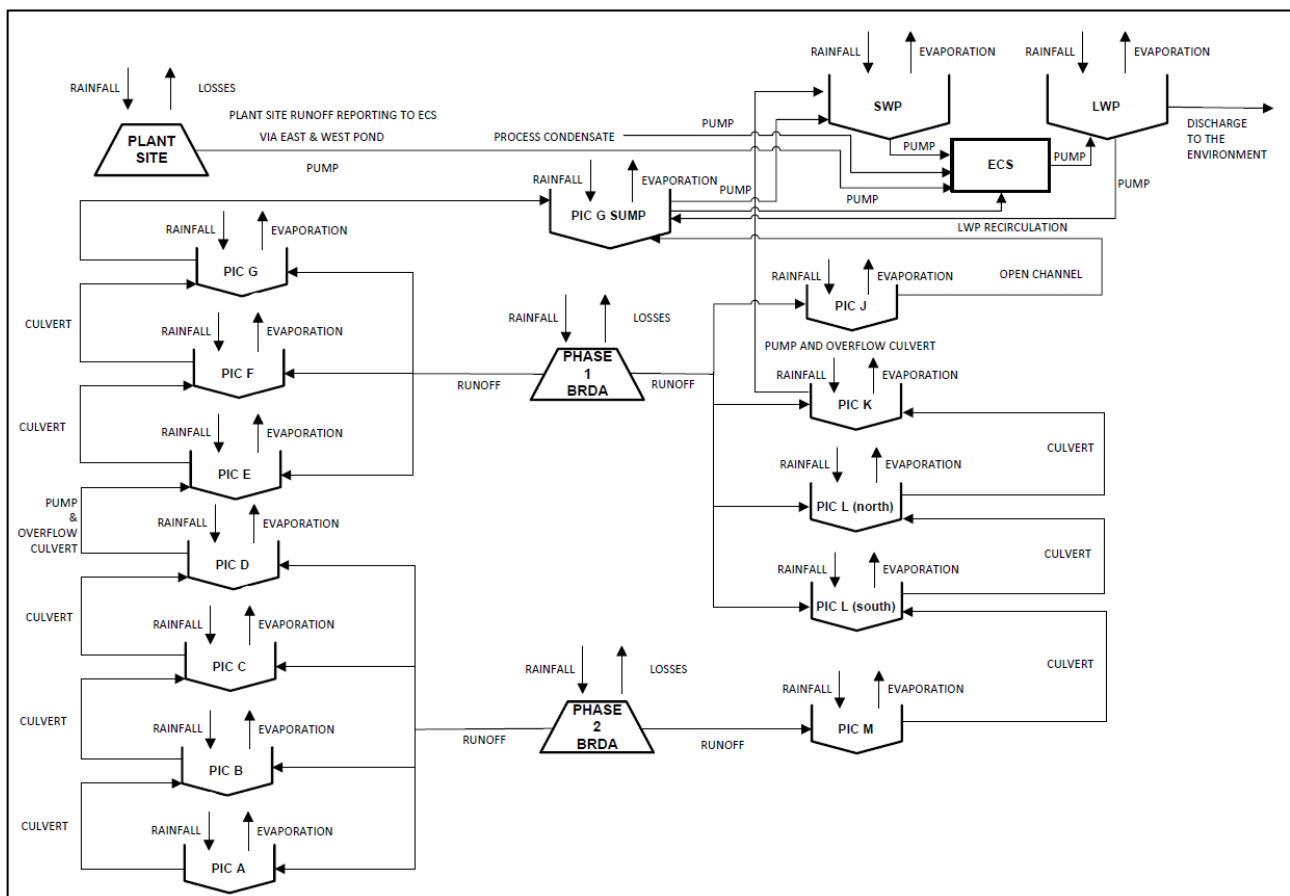 RAINFALL
EVAPORATION
RAINFALL
EVAPORATION
SWP
LWP
RAINFALL
LOSSES
PLANT
SITE
PLANT SITE RUNOFF REPORTING TO ECS
VIA EAST & WEST POND
PUMP
PROCESS CONDENSATE
PUMP
PUMP
ECS
PUMP
DISCHARGE
TO THE
ENVIRONMENT
PUMP
RAINFALL
EVAPORATION
PUMP
PUMP
PIC G SUMP
LWP RECIRCULATION
RAINFALL
EVAPORATION
PIC G
CULVERT
RAINFALL
EVAPORATION
PIC J
OPEN CHANNEL
RAINFALL
LOSSES
PHASE
1
BRDA
RUNOFF
RUNOFF
RAINFALL
EVAPORATION
PIC F
CULVERT
PUMP AND OVERFLOW CULVERT
RAINFALL
EVAPORATION
PIC K
CULVERT
RAINFALL
EVAPORATION
PIC E
PUMP
&
OVERFLOW
CULVERT
RAINFALL
EVAPORATION
PIC L (north)
CULVERT
RAINFALL
EVAPORATION
PIC D
CULVERT
RAINFALL
EVAPORATION
PIC L (south)
CULVERT
RAINFALL
EVAPORATION
PIC C
CULVERT
RAINFALL
LOSSES
PHASE
2
BRDA
RUNOFF
RUNOFF
RAINFALL
EVAPORATION
PIC M
RAINFALL
EVAPORATION
PIC B
CULVERT
RAINFALL
EVAPORATION
PIC A